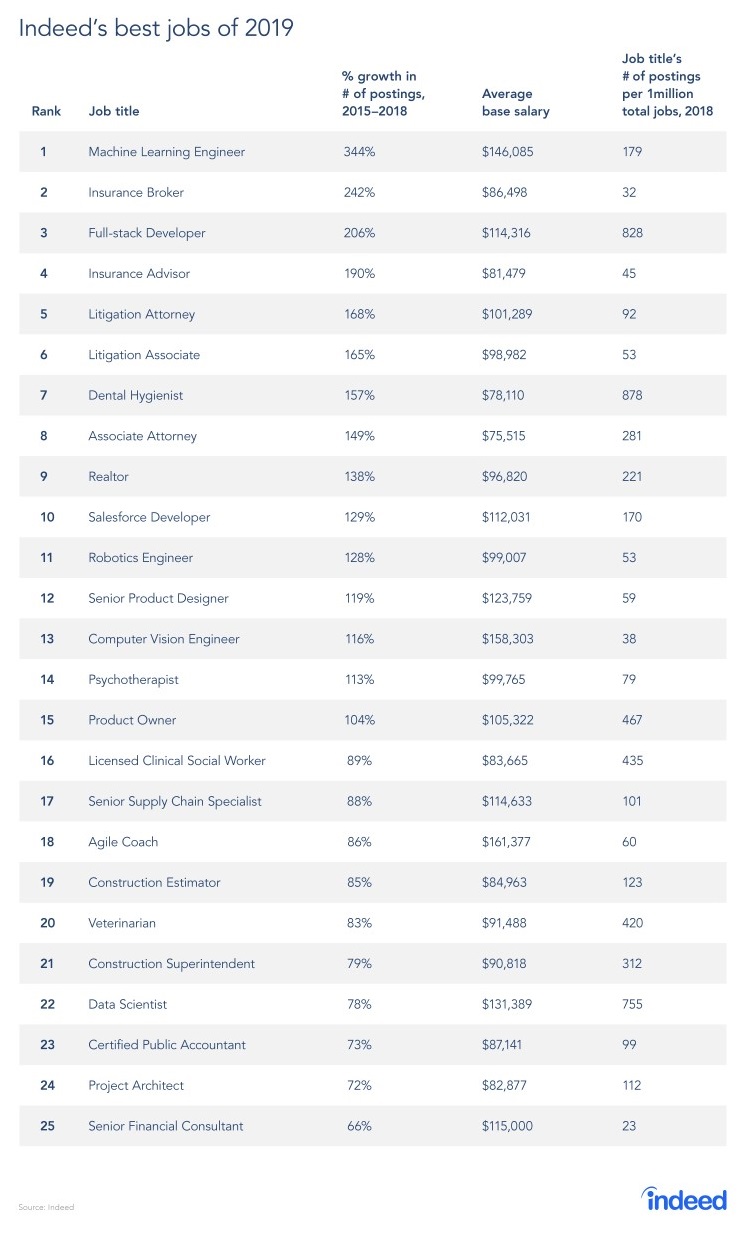 Indeed’s best jobs of 2019
Rank Job title % growth in # of postings, 2015–2018 Average base salary Job title’s # of postings per 1million total jobs, 2018
1 Machine Learning Engineer 344% $146,085 179
2 Insurance Broker 242% $86,498 32
3 Full-stack Developer 206% $114,316 828
4 Insurance Advisor 190% $81,479 45
5 Litigation Attorney 168% $101,289 92
6 Litigation Associate 165% $98,982 53
7 Dental Hygienist 157% $78,110 878
8 Associate Attorney 149% $75,515 281
9 Realtor 138% $96,820 221
10 Salesforce Developer 129% $112,031 170
11 Robotics Engineer 128% $99,007 53
12 Senior Product Designer 119% $123,759 59
13 Computer Vision Engineer 116% $158,303 38
14 Psychotherapist 113% $99,765 79
15 Product Owner 104% $105,322 467
16 Licensed Clinical Social Worker 89% $83,665 435
17 Senior Supply Chain Specialist 88% $114,633 101
18 Agile Coach 86% $161,377 60
19 Construction Estimator 85% $84,963 123
20 Veterinarian 83% $91,488 420
21 Construction Superintendent 79% $90,818 312
22 Data Scientist 78% $131,389 755
23 Certified Public Accountant 73% $87,141 99
24 Project Architect 72% $82,877 112
25 Senior Financial Consultant 66% $115,000 23
Source: Indeed
indeed